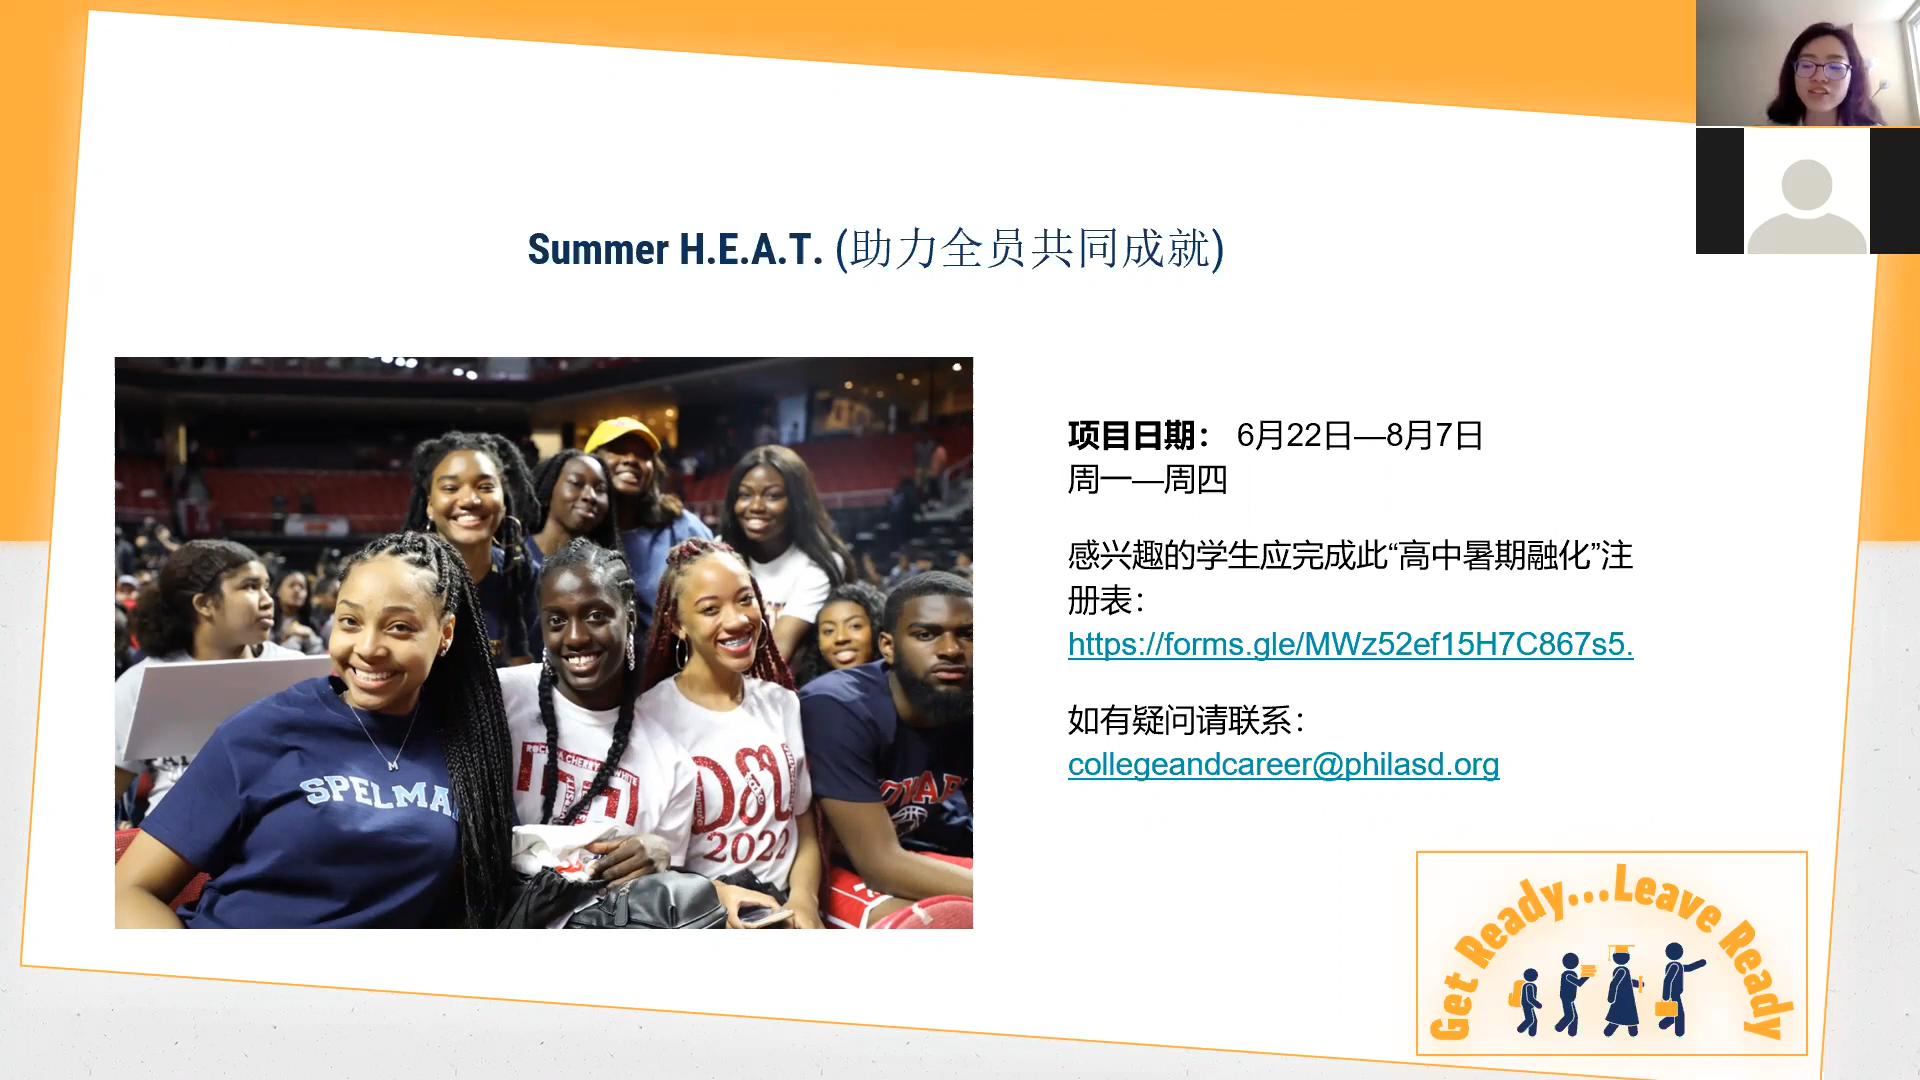 Summer H.E.A.T. (助力全员共同成就)
项目日期： 6月22日—8月7日
周一—周四
感兴趣的学生应完成此“高中暑期融化”注
册表：
https://forms.gle/MWz52ef15H7C867s5.
如有疑问请联系：
collegeandcareer@philasd.org
SPELMA
M
2022
Get Ready...Leave Ready